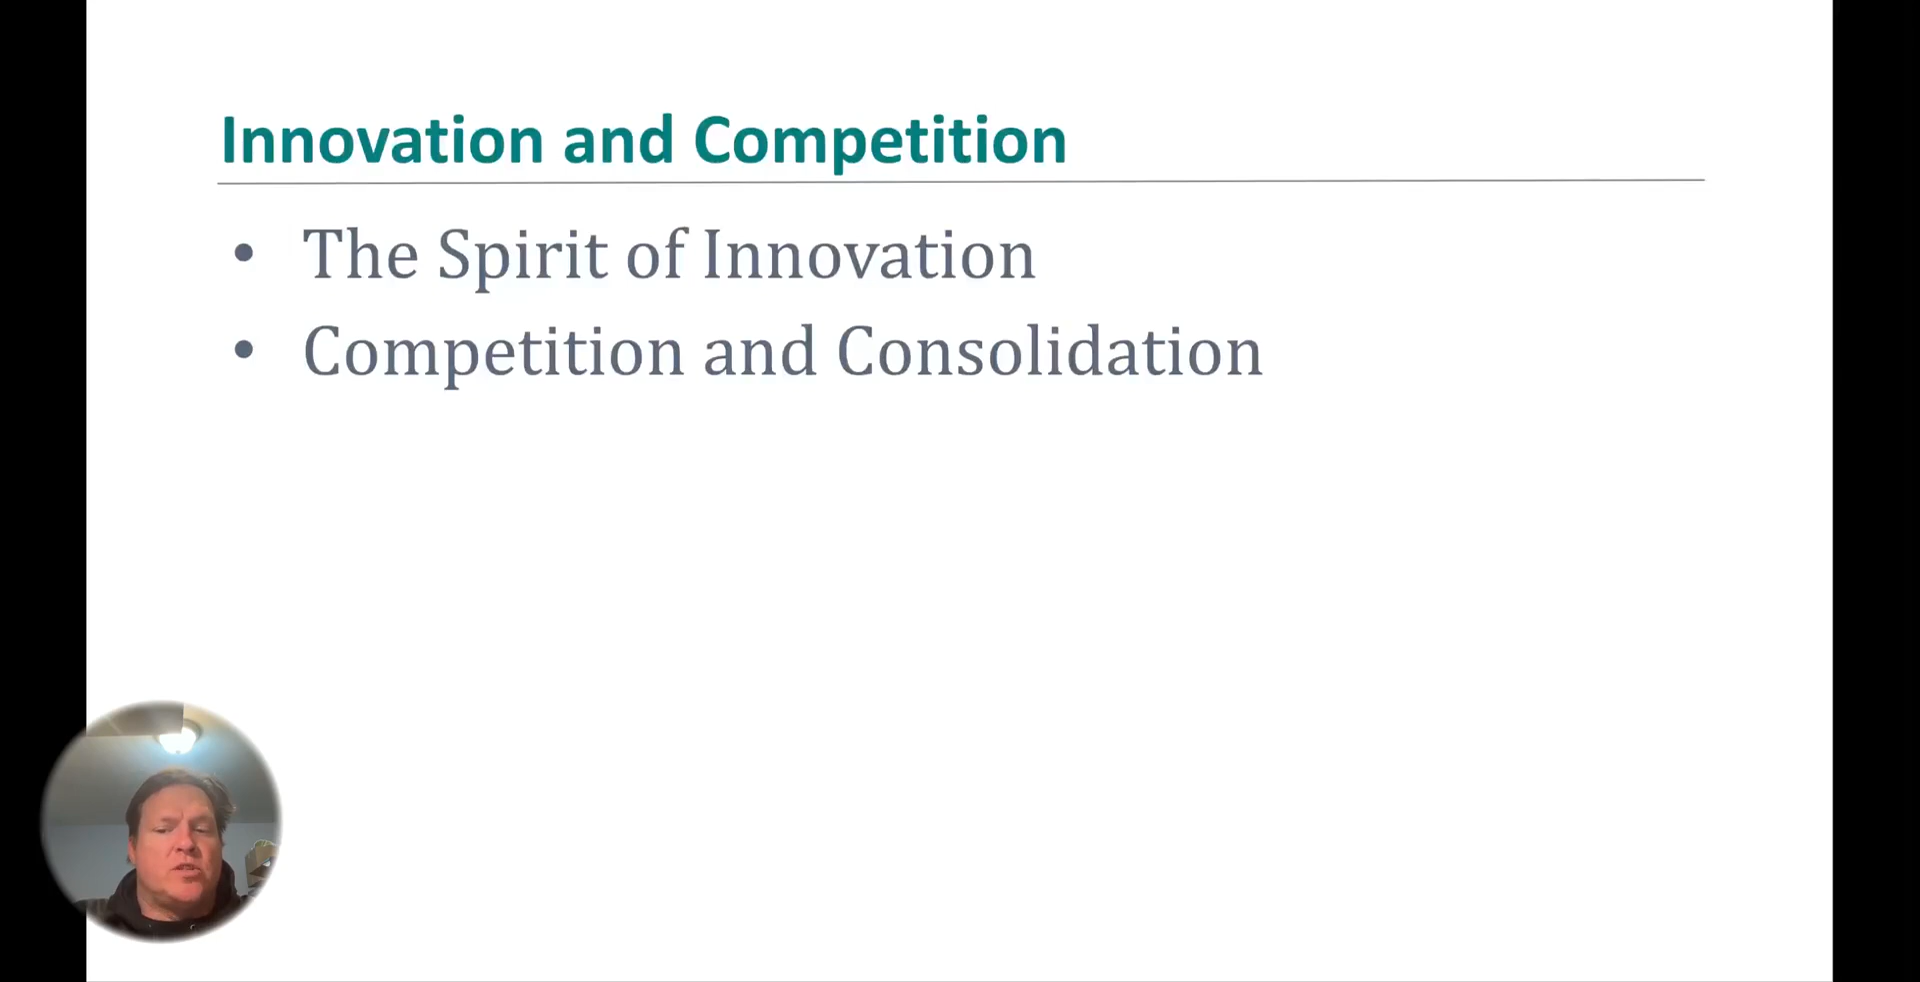 Innovation and Competition
• The Spirit of Innovation
• Competition and Consolidation